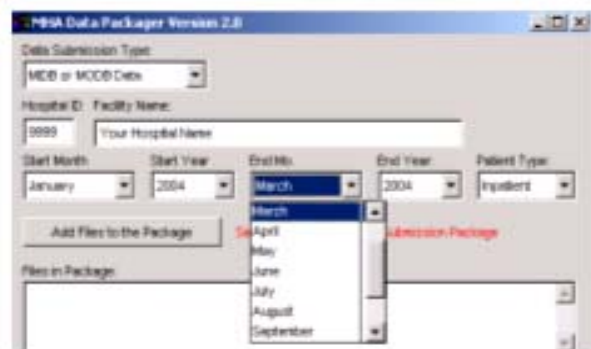 MHA Data Packager Version 2.0
Data Submission Type:
MIDB or MODB Data
Hospital ID: Facility Name:
9999 Your Hospital Name
Start Month Start Year End Mo. End Year: Patient Type:
January 2004 March 2004 Inpatient
March
Add Files to the Package April Submission Package
May
June
Files in Package:
July
August
September